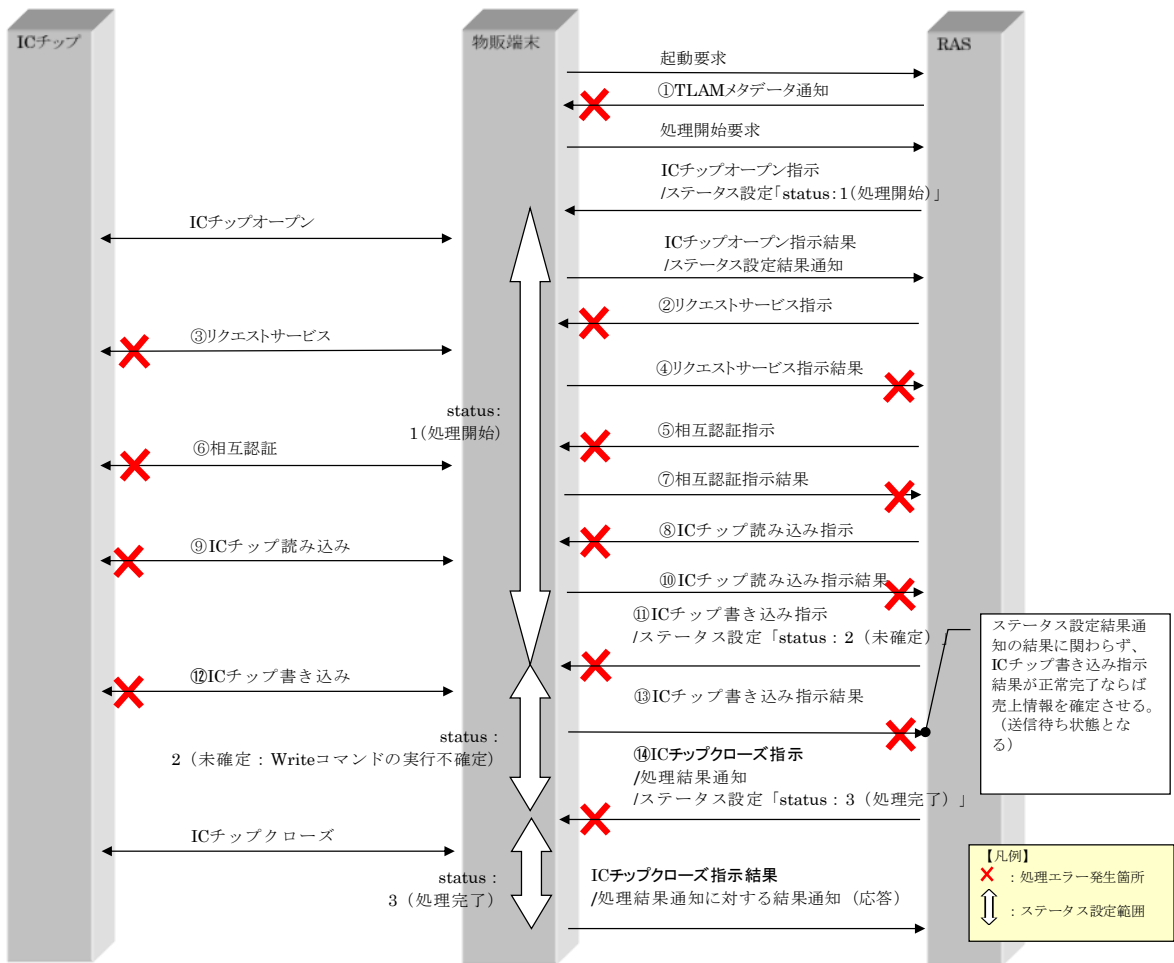 ICチップ
物販端末
RAS
起動要求
①TLAMメタデータ通知
処理開始要求
ICチップオープン指示
/ステータス設定「status：1（処理開始）」
ICチップオープン
ICチップオープン指示結果
/ステータス設定結果通知
②リクエストサービス指示
③リクエストサービス
④リクエストサービス指示結果
status：
1（処理開始）
⑤相互認証指示
⑥相互認証
⑦相互認証指示結果
⑧ICチップ読み込み指示
⑨ICチップ読み込み
⑩ICチップ読み込み指示結果
⑪ICチップ書き込み指示
/ステータス設定「status：2（未確定）」
ステータス設定結果通
知の結果に関わらず、
ICチップ書き込み指示
結果が正常完了ならば
売上情報を確定させる。
（送信待ち状態とな
る）
⑫ICチップ書き込み
⑬ICチップ書き込み指示結果
status：
2（未確定：Writeコマンドの実行不確定）
⑭ICチップクローズ指示
/処理結果通知
/ステータス設定「status：3（処理完了）」
ICチップクローズ
status：
3（処理完了）
ICチップクローズ指示結果
/処理結果通知に対する結果通知（応答）
【凡例】
：処理エラー発生箇所
：ステータス設定範囲